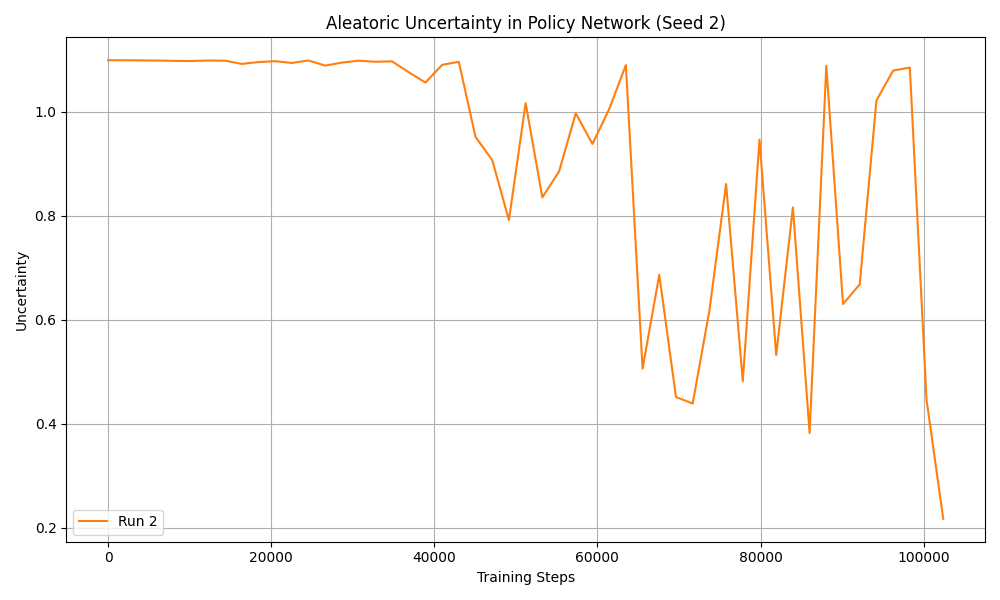 Aleatoric Uncertainty in Policy Network (Seed 2)
Uncertainty
1.0
0.8
0.6
0.4
0.2
Run 2
0 20000 40000 60000 80000 100000
Training Steps